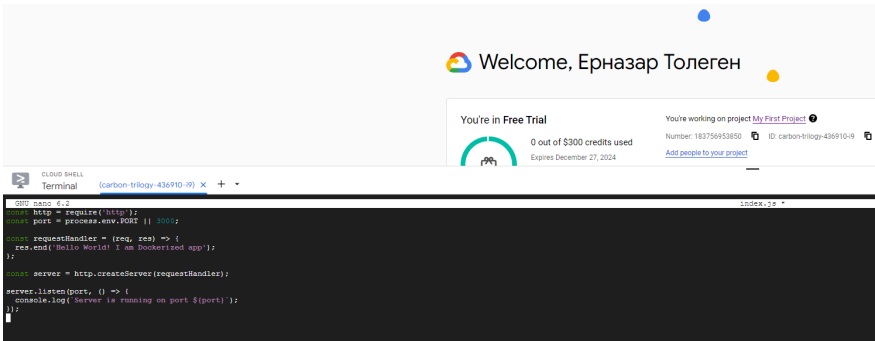 Welcome, Ерназар Толеген
You're in Free Trial
0 out of $300 credits used
Expires December 27, 2024
You're working on project My First Project
Number: 183756953850 ID: carbon-trilogy-436910-i9
Add people to your project
CLOUD SHELL
Terminal
(carbon-trilogy-436910-i9) × +
GNU nano 6.2 index.js *
const http = require('http');
const port = process.env.PORT || 3000;
const requestHandler = (req, res) => {
  res.end('Hello World! I am Dockerized app');
};
const server = http.createServer(requestHandler);
server.listen(port, () => {
  console.log(`Server is running on port ${port}`);
});